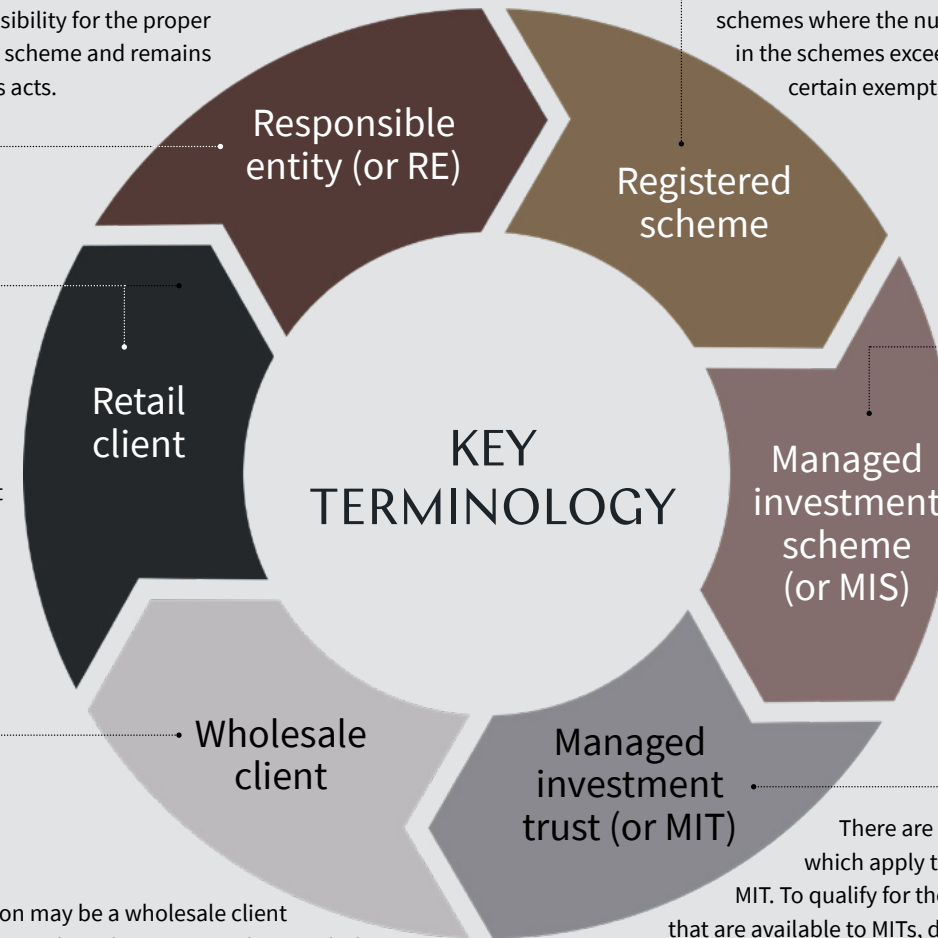 sibility for the proper
scheme and remains
s acts.
schemes where the nu
in the schemes excee
certain exempt
Responsible
entity (or RE)
Registered
scheme
Retail
client
KEY
TERMINOLOGY
Managed
investment
scheme
(or MIS)
Wholesale
client
Managed
investment
trust (or MIT)
There are
which apply t
MIT. To qualify for the
that are available to MITs, d
on may be a wholesale client